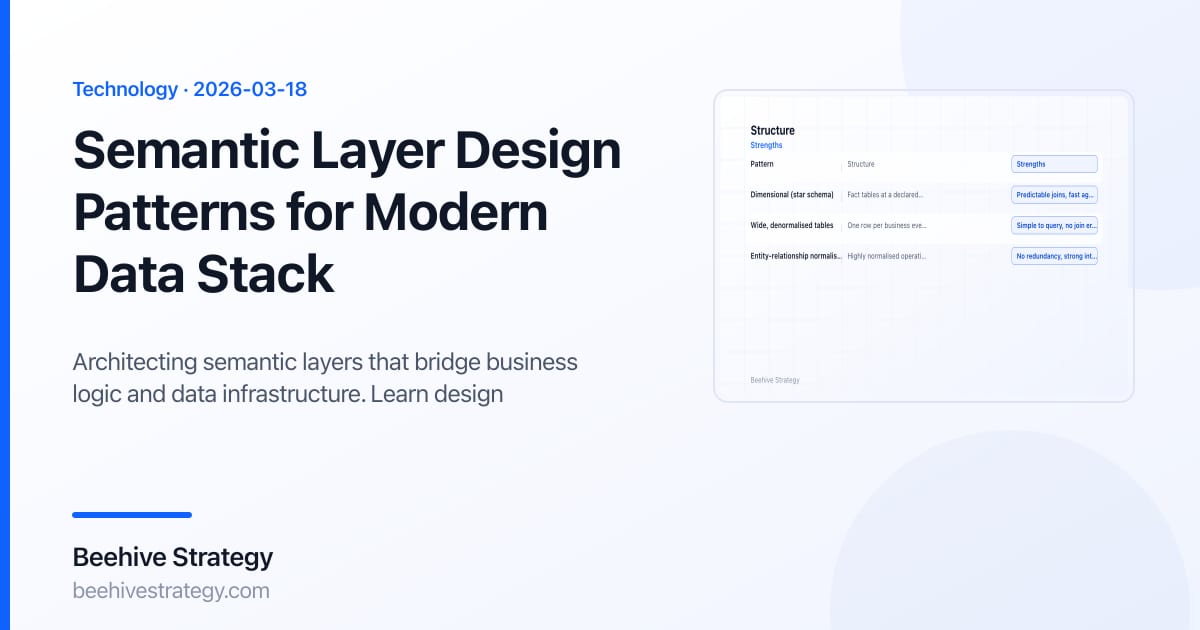 Technology · 2026-03-18
Semantic Layer Design
Patterns for Modern
Data Stack
Architecting semantic layers that bridge business
logic and data infrastructure. Learn design
Beehive Strategy
beehivestrategy.com
Structure
Strengths
Pattern Structure Strengths
Dimensional (star schema) Fact tables at a declared... Predictable joins, fast ag...
Wide, denormalised tables One row per business eve... Simple to query, no join er...
Entity-relationship normalis... Highly normalised operati... No redundancy, strong int...
Beehive Strategy